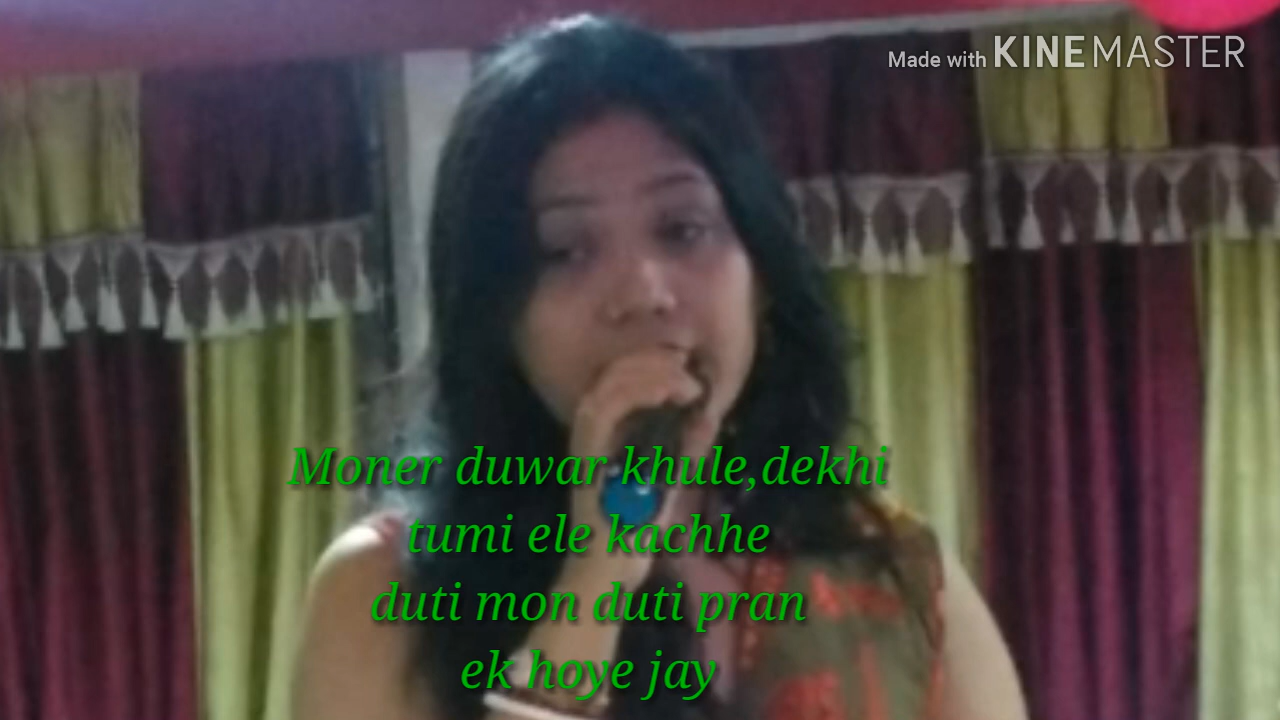 Made with KINEMASTER
Moner duwar khule,dekhi
tumi ele kachhe
duti mon duti pran
ek hoye jay